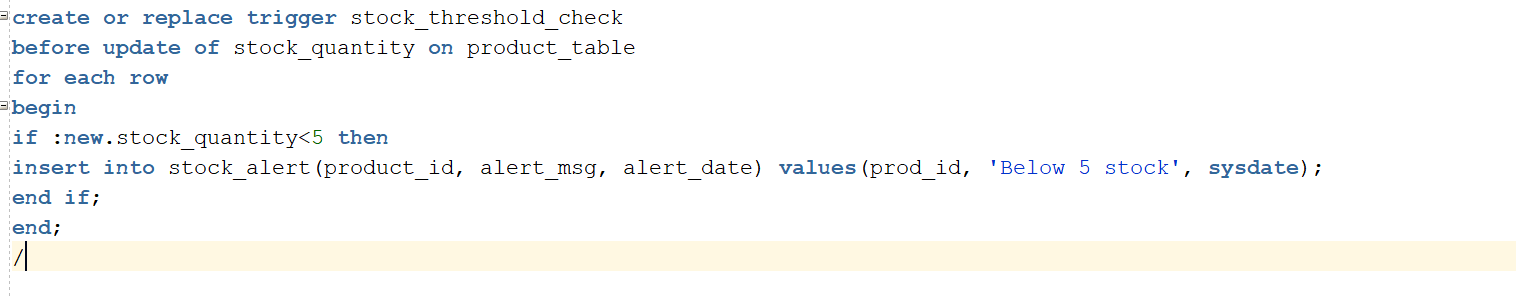 create or replace trigger stock_threshold_check
before update of stock_quantity on product_table
for each row
begin
if :new.stock_quantity<5 then
insert into stock_alert(product_id, alert_msg, alert_date) values(prod_id, 'Below 5 stock', sysdate);
end if;
end;
/